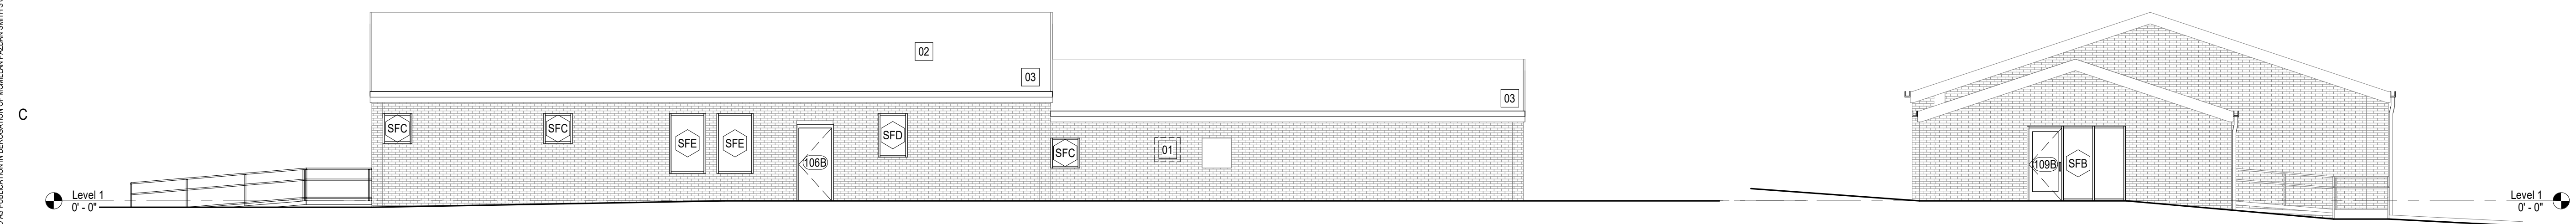 02
03
03
C
SFC
SFC
SFE
SFE
106B
SFD
SFC
01
109B
SFB
Level 1
0' - 0"
Level 1
0' - 0"